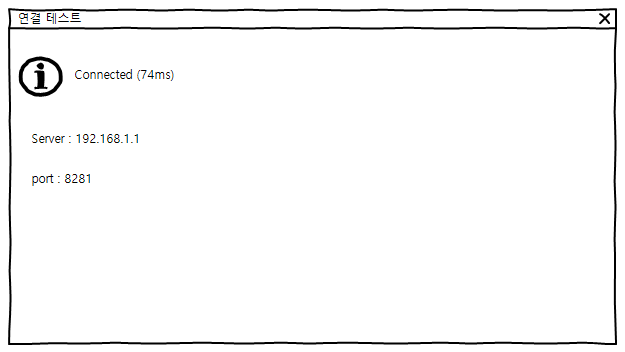 연결 테스트
Connected (74ms)
Server : 192.168.1.1
port : 8281